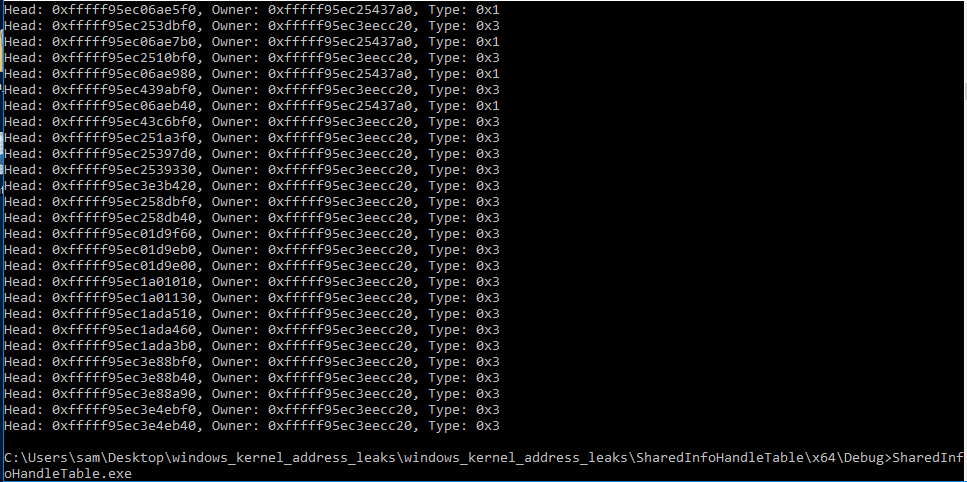 Head: 0xfffff95ec06ae5f0, Owner: 0xfffff95ec25437a0, Type: 0x1
Head: 0xfffff95ec253dbf0, Owner: 0xfffff95ec3eecc20, Type: 0x3
Head: 0xfffff95ec06ae7b0, Owner: 0xfffff95ec25437a0, Type: 0x1
Head: 0xfffff95ec2510bf0, Owner: 0xfffff95ec3eecc20, Type: 0x3
Head: 0xfffff95ec06ae980, Owner: 0xfffff95ec25437a0, Type: 0x1
Head: 0xfffff95ec439abf0, Owner: 0xfffff95ec3eecc20, Type: 0x3
Head: 0xfffff95ec06aeb40, Owner: 0xfffff95ec25437a0, Type: 0x1
Head: 0xfffff95ec43c6bf0, Owner: 0xfffff95ec3eecc20, Type: 0x3
Head: 0xfffff95ec251a3f0, Owner: 0xfffff95ec3eecc20, Type: 0x3
Head: 0xfffff95ec25397d0, Owner: 0xfffff95ec3eecc20, Type: 0x3
Head: 0xfffff95ec2539330, Owner: 0xfffff95ec3eecc20, Type: 0x3
Head: 0xfffff95ec3e3b420, Owner: 0xfffff95ec3eecc20, Type: 0x3
Head: 0xfffff95ec258dbf0, Owner: 0xfffff95ec3eecc20, Type: 0x3
Head: 0xfffff95ec258db40, Owner: 0xfffff95ec3eecc20, Type: 0x3
Head: 0xfffff95ec01d9f60, Owner: 0xfffff95ec3eecc20, Type: 0x3
Head: 0xfffff95ec01d9eb0, Owner: 0xfffff95ec3eecc20, Type: 0x3
Head: 0xfffff95ec01d9e00, Owner: 0xfffff95ec3eecc20, Type: 0x3
Head: 0xfffff95ec1a01010, Owner: 0xfffff95ec3eecc20, Type: 0x3
Head: 0xfffff95ec1a01130, Owner: 0xfffff95ec3eecc20, Type: 0x3
Head: 0xfffff95ec1ada510, Owner: 0xfffff95ec3eecc20, Type: 0x3
Head: 0xfffff95ec1ada460, Owner: 0xfffff95ec3eecc20, Type: 0x3
Head: 0xfffff95ec1ada3b0, Owner: 0xfffff95ec3eecc20, Type: 0x3
Head: 0xfffff95ec3e88bf0, Owner: 0xfffff95ec3eecc20, Type: 0x3
Head: 0xfffff95ec3e88b40, Owner: 0xfffff95ec3eecc20, Type: 0x3
Head: 0xfffff95ec3e88a90, Owner: 0xfffff95ec3eecc20, Type: 0x3
Head: 0xfffff95ec3e4ebf0, Owner: 0xfffff95ec3eecc20, Type: 0x3
Head: 0xfffff95ec3e4eb40, Owner: 0xfffff95ec3eecc20, Type: 0x3
C:\Users\sam\Desktop\windows_kernel_address_leaks\windows_kernel_address_leaks\SharedInfoHandleTable\x64\Debug>SharedInf
oHandleTable.exe